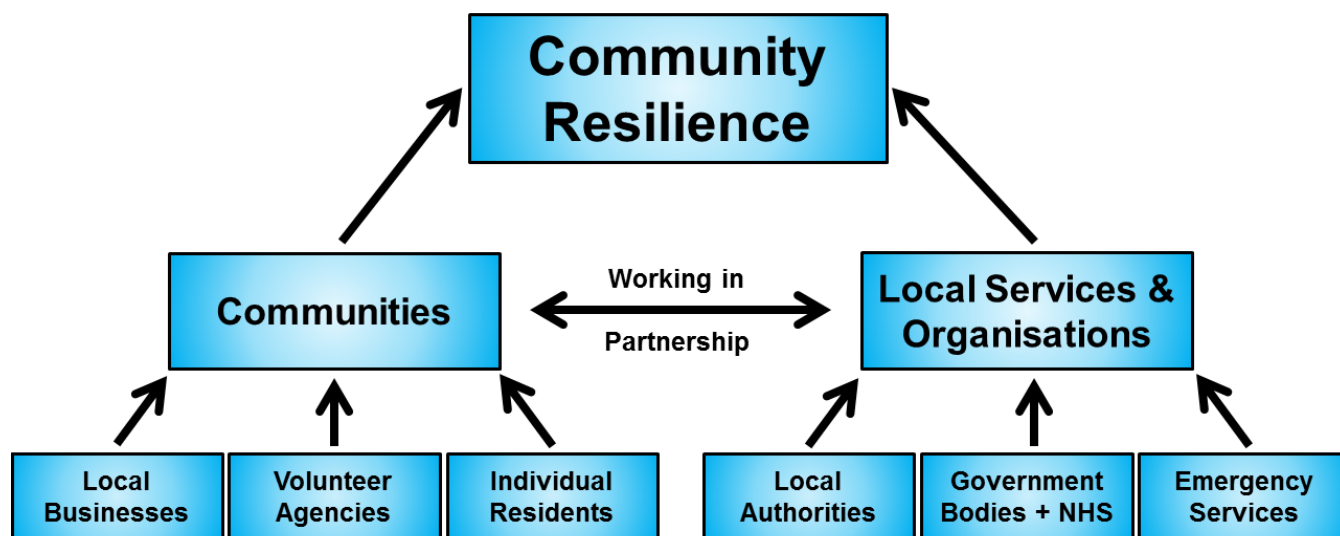 Community
Resilience
Communities
Working in
Partnership
Local Services &
Organisations
Local
Businesses
Volunteer
Agencies
Individual
Residents
Local
Authorities
Government
Bodies + NHS
Emergency
Services